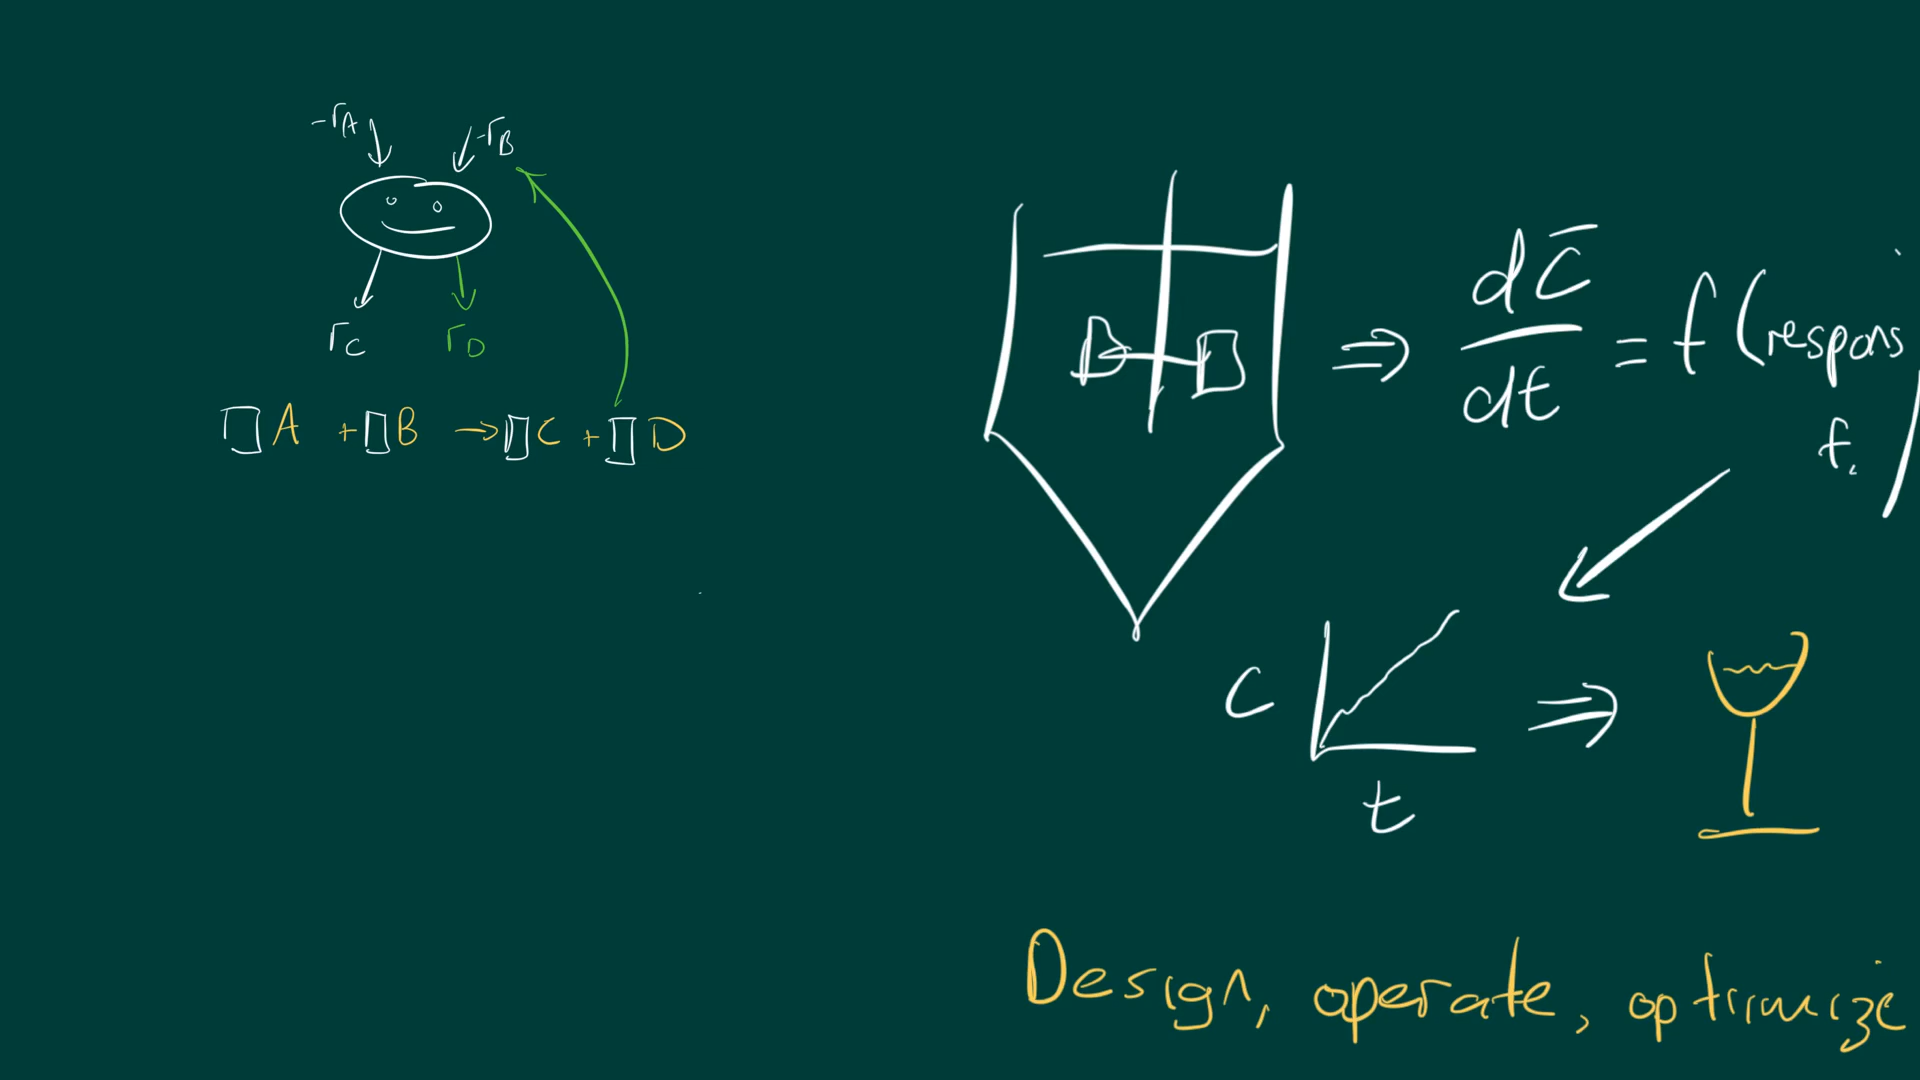 -rA
-rB
rC
rD
□A + □B → □C + □D
⇒ dC̄/dt = f(respons
f.
C
t
⇒
Design, operate, optimize